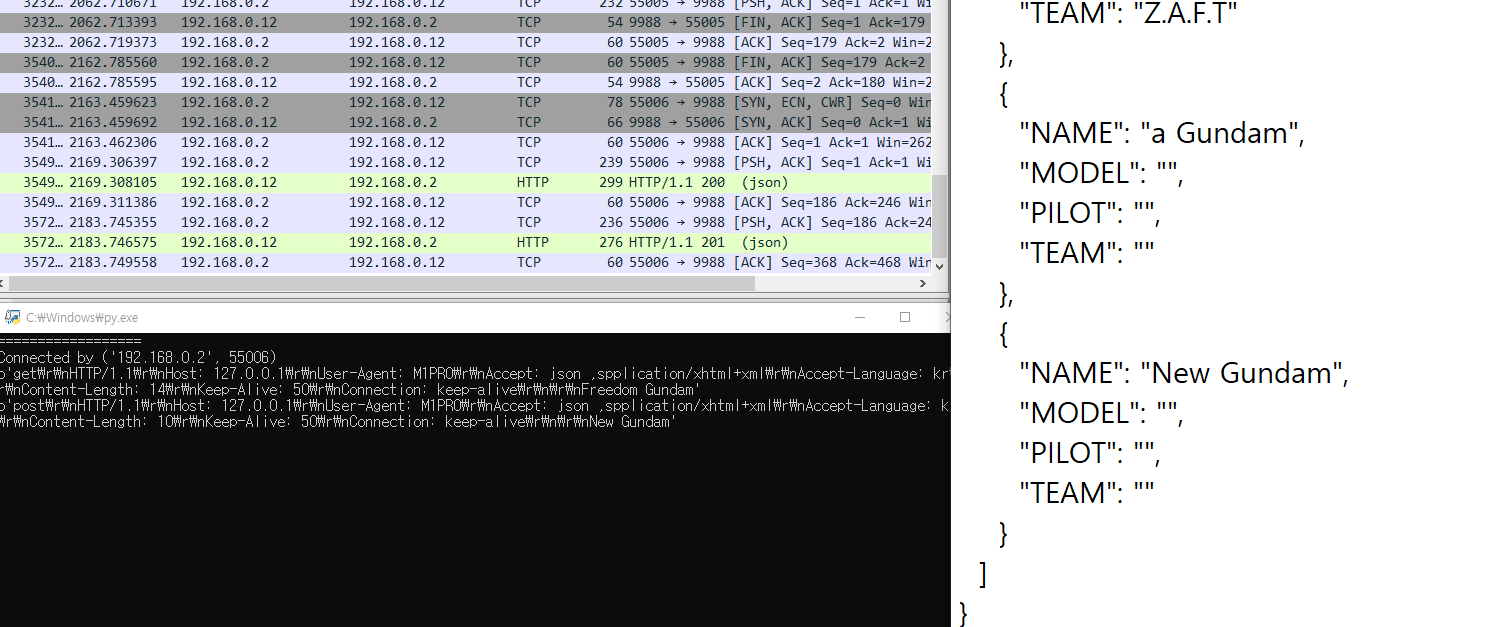 3232… 2062.710671 192.168.0.2 192.168.0.12 TCP 232 55005 → 9988 [PSH, ACK] Seq=1 Ack=1 Wi
3232… 2062.713393 192.168.0.12 192.168.0.2 TCP 54 9988 → 55005 [FIN, ACK] Seq=1 Ack=179
3232… 2062.719373 192.168.0.2 192.168.0.12 TCP 60 55005 → 9988 [ACK] Seq=179 Ack=2 Win=2
3540… 2162.785560 192.168.0.2 192.168.0.12 TCP 60 55005 → 9988 [FIN, ACK] Seq=179 Ack=2
3540… 2162.785595 192.168.0.12 192.168.0.2 TCP 54 9988 → 55005 [ACK] Seq=2 Ack=180 Win=2
3541… 2163.459623 192.168.0.2 192.168.0.12 TCP 78 55006 → 9988 [SYN, ECN, CWR] Seq=0 Win
3541… 2163.459692 192.168.0.12 192.168.0.2 TCP 66 9988 → 55006 [SYN, ACK] Seq=0 Ack=1 Wi
3541… 2163.462306 192.168.0.2 192.168.0.12 TCP 60 55006 → 9988 [ACK] Seq=1 Ack=1 Win=262
3549… 2169.306397 192.168.0.2 192.168.0.12 TCP 239 55006 → 9988 [PSH, ACK] Seq=1 Ack=1 Wi
3549… 2169.308105 192.168.0.12 192.168.0.2 HTTP 299 HTTP/1.1 200 (json)
3549… 2169.311386 192.168.0.2 192.168.0.12 TCP 60 55006 → 9988 [ACK] Seq=186 Ack=246 Win
3572… 2183.745355 192.168.0.2 192.168.0.12 TCP 236 55006 → 9988 [PSH, ACK] Seq=186 Ack=24
3572… 2183.746575 192.168.0.12 192.168.0.2 HTTP 276 HTTP/1.1 201 (json)
3572… 2183.749558 192.168.0.2 192.168.0.12 TCP 60 55006 → 9988 [ACK] Seq=368 Ack=468 Win
C:₩Windows₩py.exe
==================
Connected by ('192.168.0.2', 55006)
b'get₩r₩nHTTP/1.1₩r₩nHost: 127.0.0.1₩r₩nUser-Agent: M1PRO₩r₩nAccept: json ,spplication/xhtml+xml₩r₩nAccept-Language: kr₩
r₩nContent-Length: 14₩r₩nKeep-Alive: 50₩r₩nConnection: keep-alive₩r₩n₩r₩nFreedom Gundam'
b'post₩r₩nHTTP/1.1₩r₩nHost: 127.0.0.1₩r₩nUser-Agent: M1PRO₩r₩nAccept: json ,spplication/xhtml+xml₩r₩nAccept-Language: k
₩r₩nContent-Length: 10₩r₩nKeep-Alive: 50₩r₩nConnection: keep-alive₩r₩n₩r₩nNew Gundam'
"TEAM": "Z.A.F.T"
},
{
"NAME": "a Gundam",
"MODEL": "",
"PILOT": "",
"TEAM": ""
},
{
"NAME": "New Gundam",
"MODEL": "",
"PILOT": "",
"TEAM": ""
}
]
}